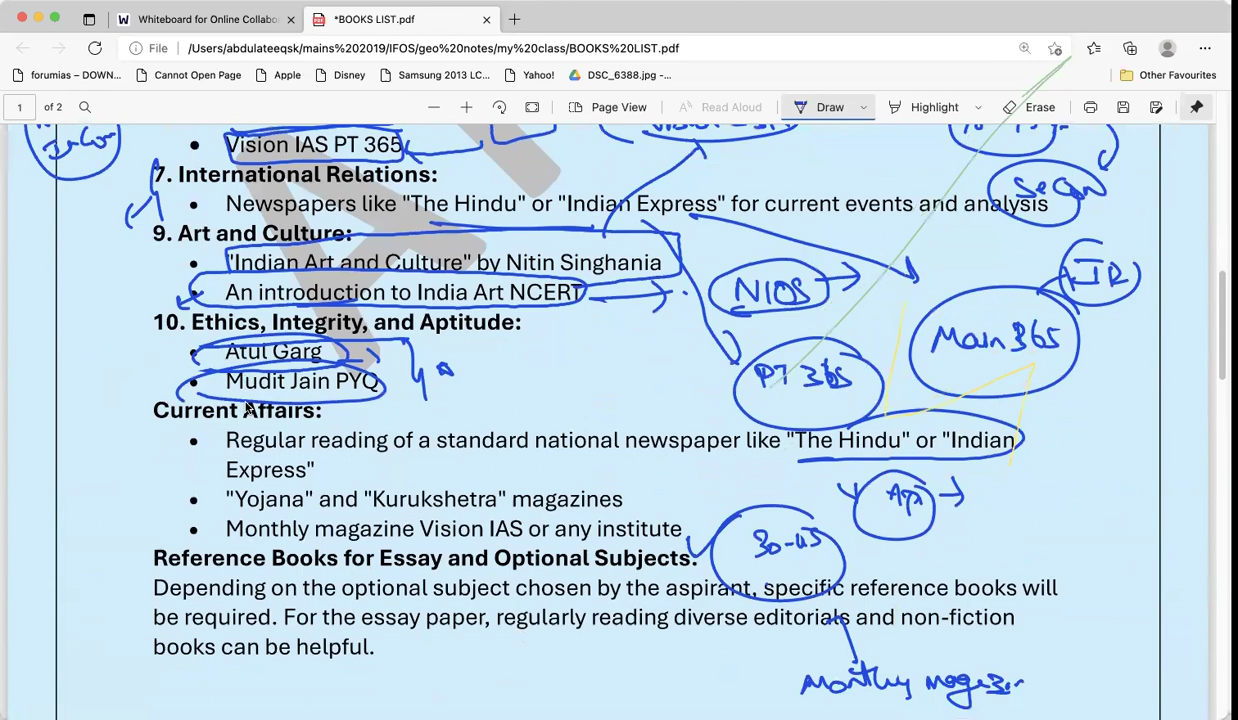 Whiteboard for Online Collabo
*BOOKS LIST.pdf
File /Users/abdulateeqsk/mains%202019/IFOS/geo%20notes/my%20class/BOOKS%20LIST.pdf
forumias — DOWN... Cannot Open Page Apple Disney Samsung 2013 LC... Yahoo! DSC_6388.jpg -... Other Favourites
1 of 2 Page View Read Aloud Draw Highlight Erase
Vision IAS PT 365
7. International Relations:
Newspapers like "The Hindu" or "Indian Express" for current events and analysis
9. Art and Culture:
"Indian Art and Culture" by Nitin Singhania
An introduction to India Art NCERT
NIOS
IR
10. Ethics, Integrity, and Aptitude:
Main 365
Atul Garg
PT 365
Mudit Jain PYQ
Current Affairs:
Regular reading of a standard national newspaper like "The Hindu" or "Indian
Express"
"Yojana" and "Kurukshetra" magazines
Monthly magazine Vision IAS or any institute
30-45
Reference Books for Essay and Optional Subjects:
Depending on the optional subject chosen by the aspirant, specific reference books will
be required. For the essay paper, regularly reading diverse editorials and non-fiction
books can be helpful.
Monthly